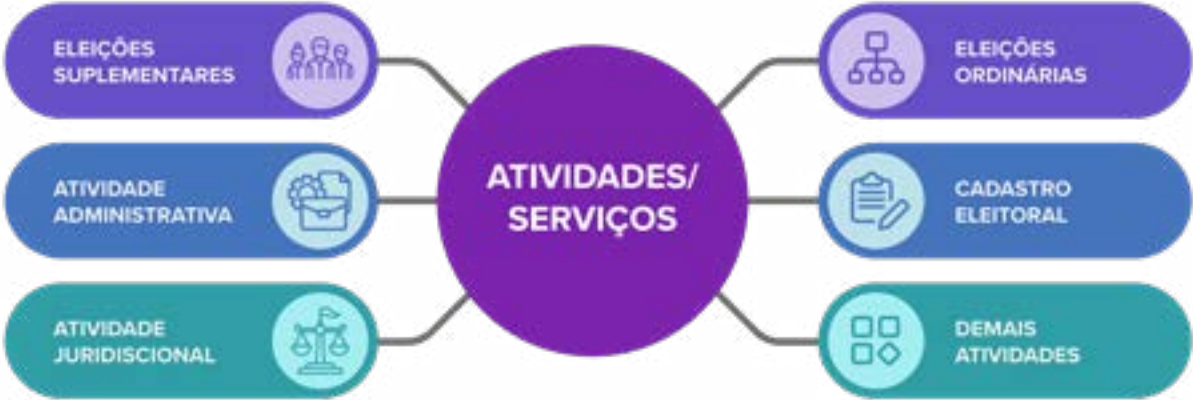 ELEIÇÕES
SUPLEMENTARES
ATIVIDADE
ADMINISTRATIVA
ATIVIDADE
JURIDISCIONAL
ATIVIDADES/
SERVIÇOS
ELEIÇÕES
ORDINÁRIAS
CADASTRO
ELEITORAL
DEMAIS
ATIVIDADES